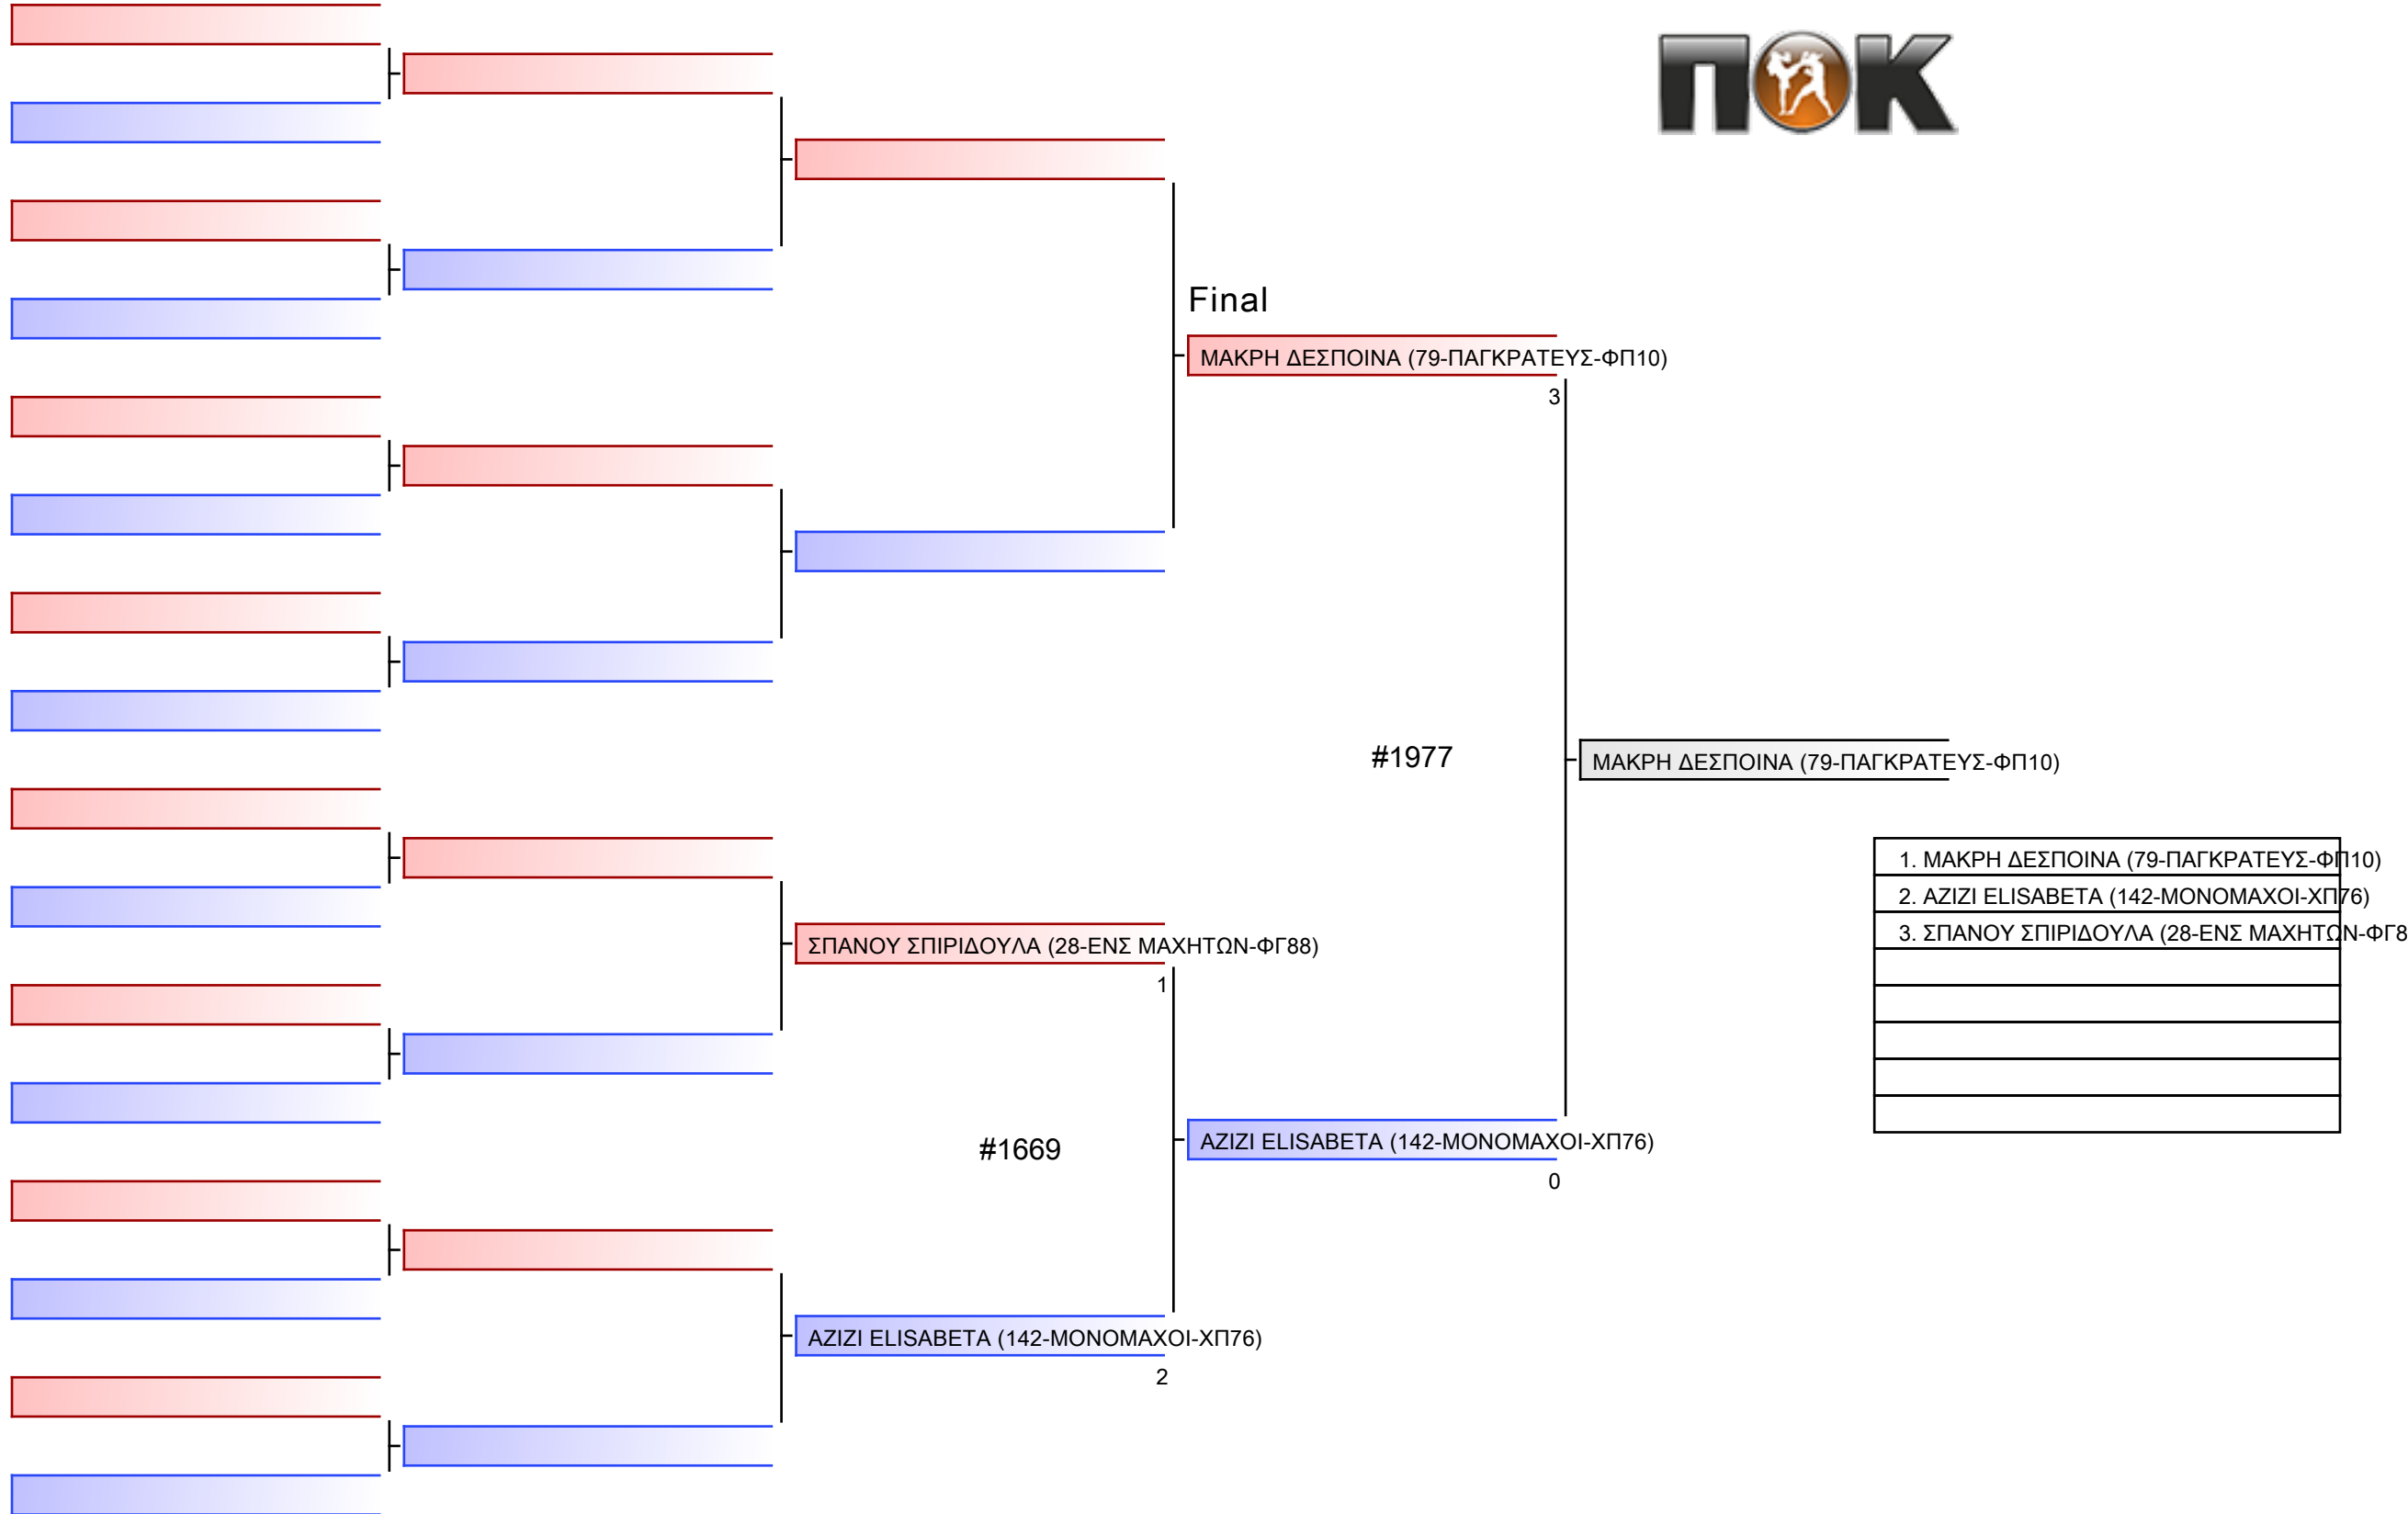 ΠΟΚ
Final
ΜΑΚΡΗ ΔΕΣΠΟΙΝΑ (79-ΠΑΓΚΡΑΤΕΥΣ-ΦΠ10)
3
#1977
ΜΑΚΡΗ ΔΕΣΠΟΙΝΑ (79-ΠΑΓΚΡΑΤΕΥΣ-ΦΠ10)
1. ΜΑΚΡΗ ΔΕΣΠΟΙΝΑ (79-ΠΑΓΚΡΑΤΕΥΣ-ΦΠ10)
2. AZIZI ELISABETA (142-ΜΟΝΟΜΑΧΟΙ-ΧΠ76)
3. ΣΠΑΝΟΥ ΣΠΙΡΙΔΟΥΛΑ (28-ΕΝΣ ΜΑΧΗΤΩΝ-ΦΓ8
ΣΠΑΝΟΥ ΣΠΙΡΙΔΟΥΛΑ (28-ΕΝΣ ΜΑΧΗΤΩΝ-ΦΓ88)
1
#1669
AZIZI ELISABETA (142-ΜΟΝΟΜΑΧΟΙ-ΧΠ76)
0
AZIZI ELISABETA (142-ΜΟΝΟΜΑΧΟΙ-ΧΠ76)
2